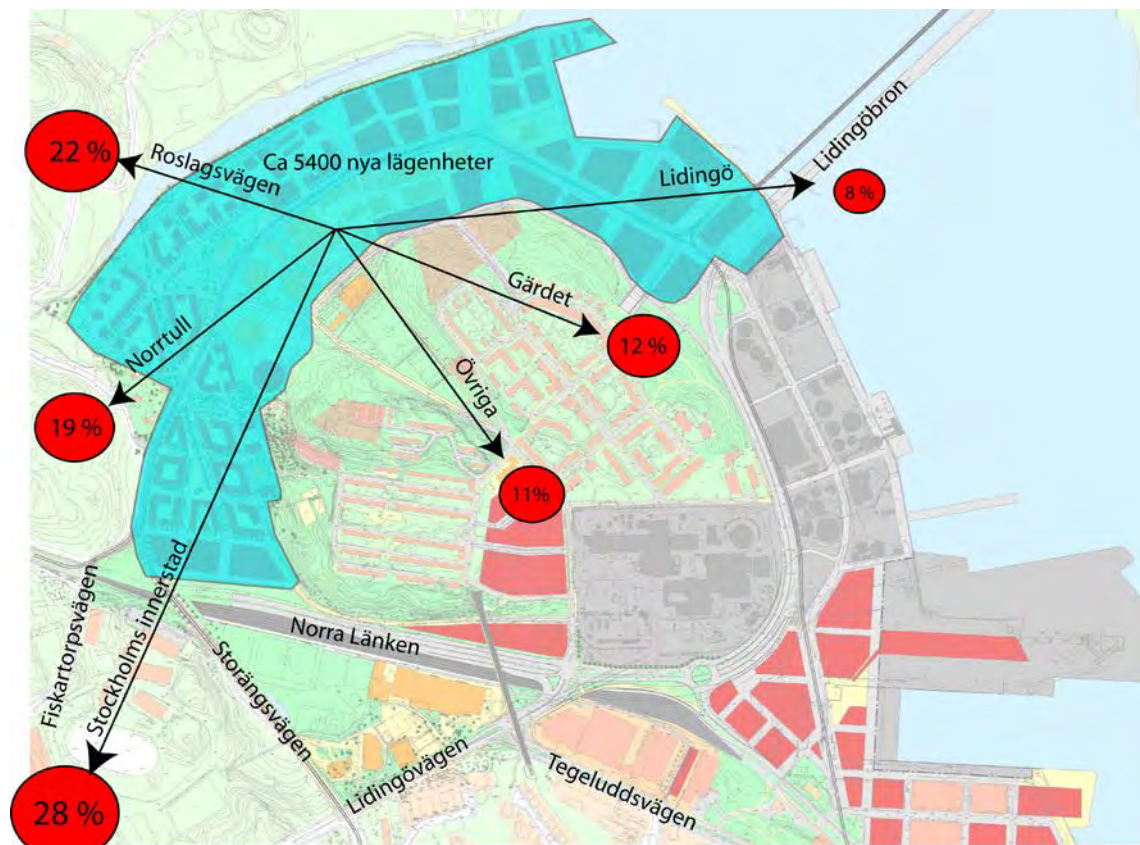 22 %
Roslagsvägen
Ca 5400 nya lägenheter
Lidingö
Lidingöbron
8 %
Gärdet
12 %
Norrtull
19 %
Övriga
11%
Fiskartorpsvägen
Stockholms innerstad
28 %
Storängsvägen
Norra Länken
Lidingövägen
Tegeluddsvägen